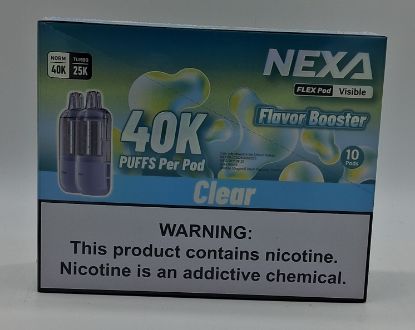 NORM TURBO
40K 25K
NEXA
FLEX Pod Visible
Flavor Booster
40K
PUFFS Per Pod
10
Pods
Clear
WARNING:
This product contains nicotine.
Nicotine is an addictive chemical.